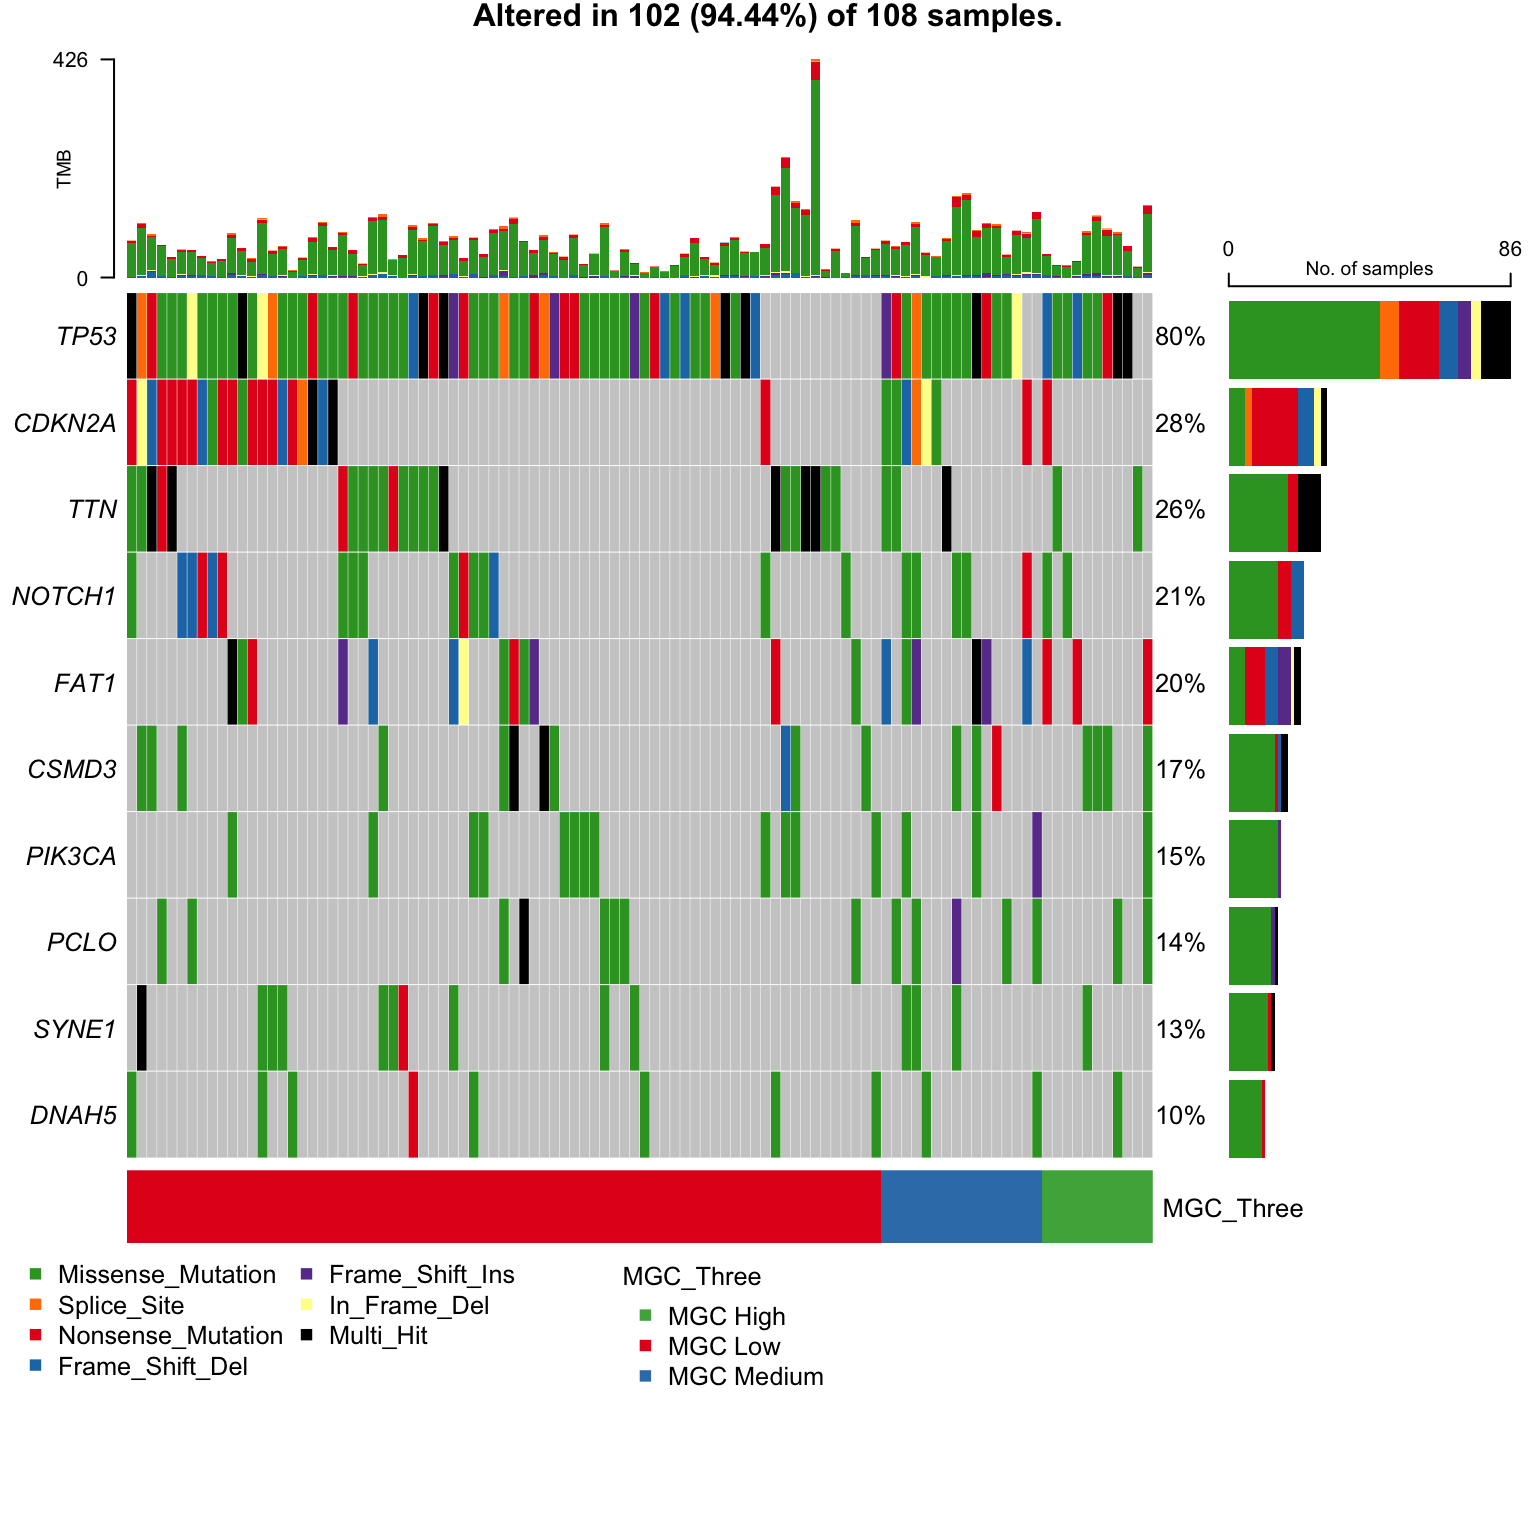 Altered in 102 (94.44%) of 108 samples.
426
TMB
0
0 86
No. of samples
TP53 80%
CDKN2A 28%
TTN 26%
NOTCH1 21%
FAT1 20%
CSMD3 17%
PIK3CA 15%
PCLO 14%
SYNE1 13%
DNAH5 10%
MGC_Three
Missense_Mutation
Splice_Site
Nonsense_Mutation
Frame_Shift_Del
Frame_Shift_Ins
In_Frame_Del
Multi_Hit
MGC_Three
MGC High
MGC Low
MGC Medium